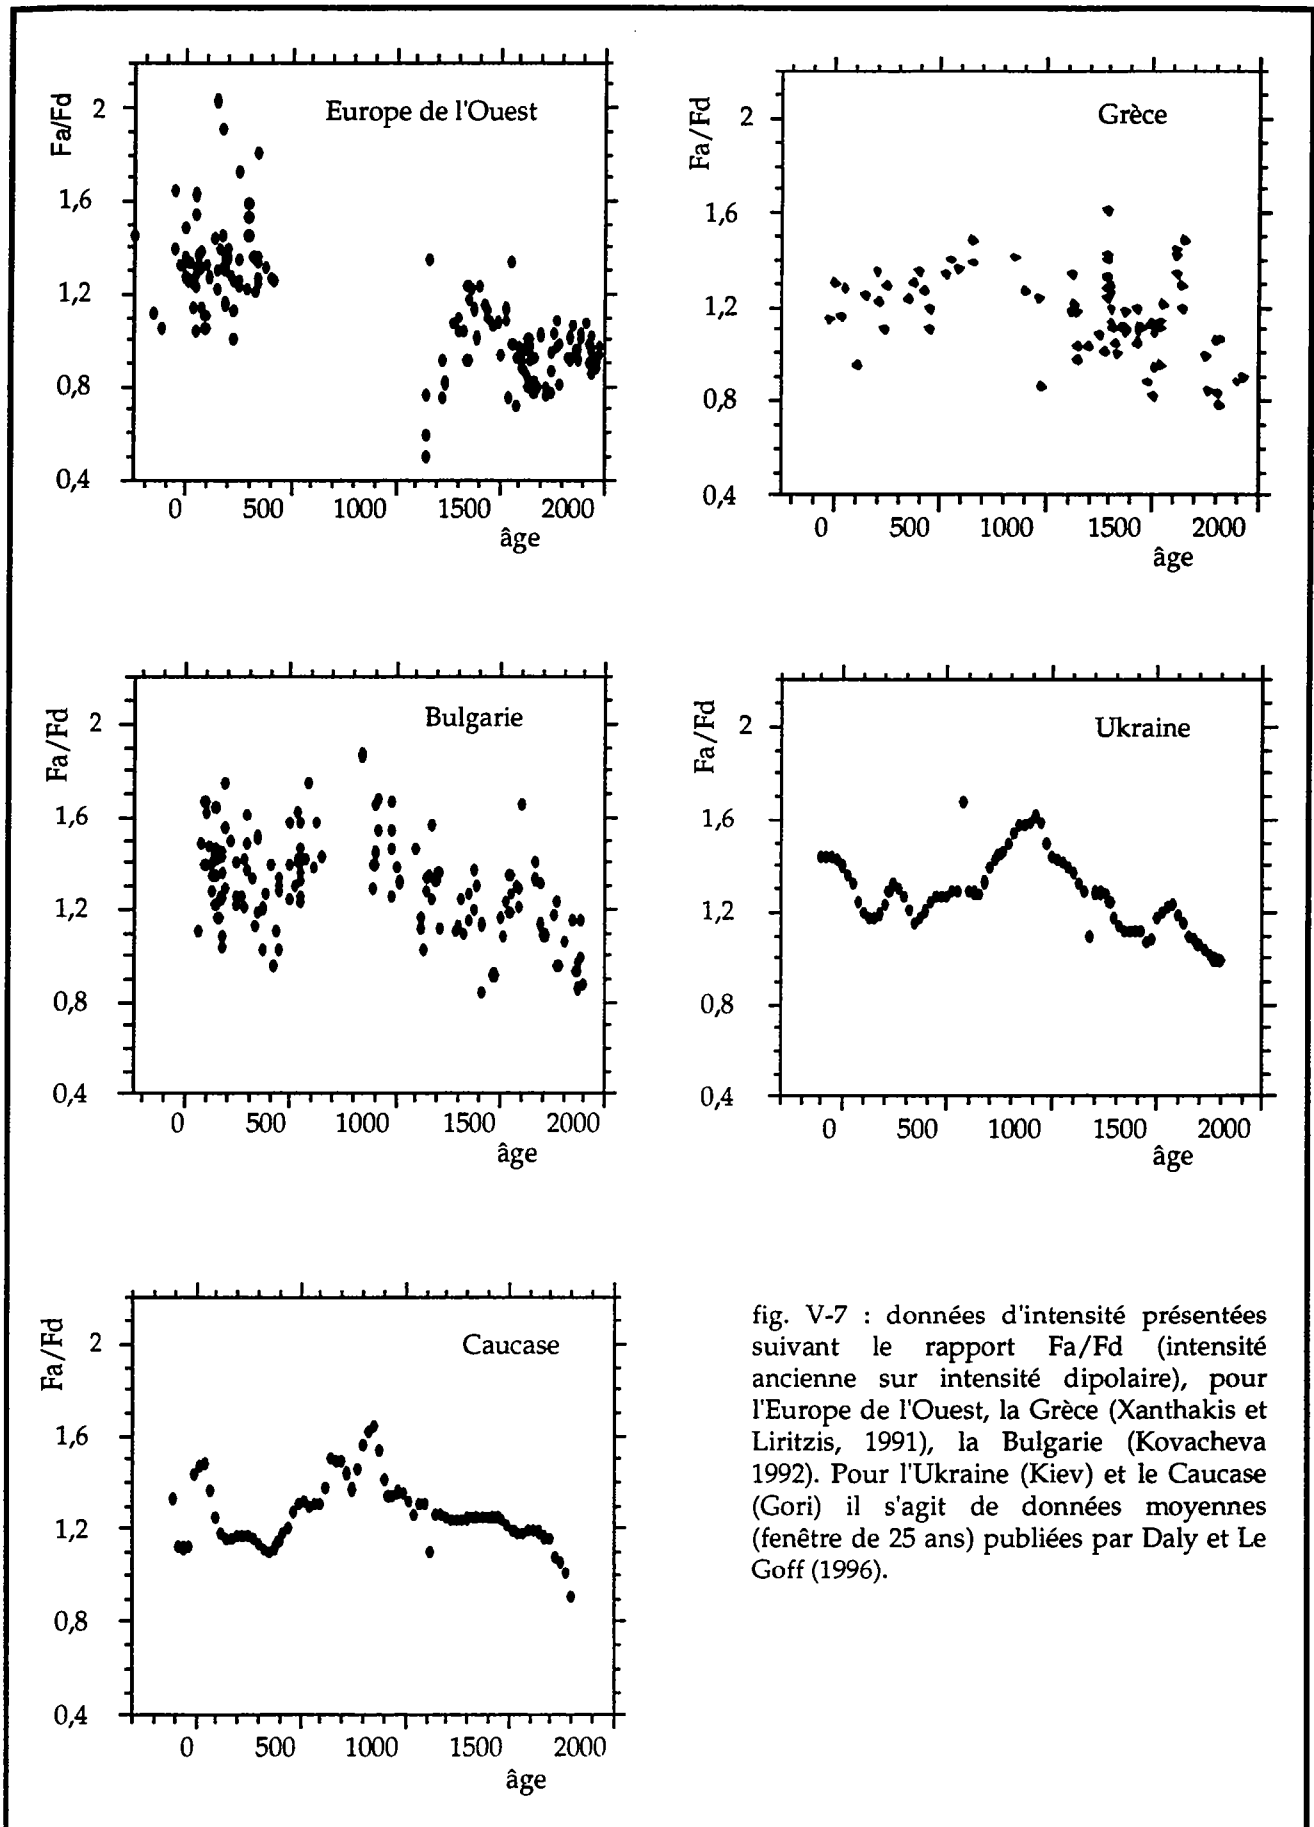 Europe de l'Ouest
Fa/Fd
2
1,6
1,2
0,8
0,4
0 500 1000 1500 2000
âge
Grèce
Fa/Fd
2
1,6
1,2
0,8
0,4
0 500 1000 1500 2000
âge
Bulgarie
Fa/Fd
2
1,6
1,2
0,8
0,4
0 500 1000 1500 2000
âge
Ukraine
Fa/Fd
2
1,6
1,2
0,8
0,4
0 500 1000 1500 2000
âge
Caucase
Fa/Fd
2
1,6
1,2
0,8
0,4
0 500 1000 1500 2000
âge
fig. V-7 : données d'intensité présentées
suivant le rapport Fa/Fd (intensité
ancienne sur intensité dipolaire), pour
l'Europe de l'Ouest, la Grèce (Xanthakis et
Liritzis, 1991), la Bulgarie (Kovacheva
1992). Pour l'Ukraine (Kiev) et le Caucase
(Gori) il s'agit de données moyennes
(fenêtre de 25 ans) publiées par Daly et Le
Goff (1996).